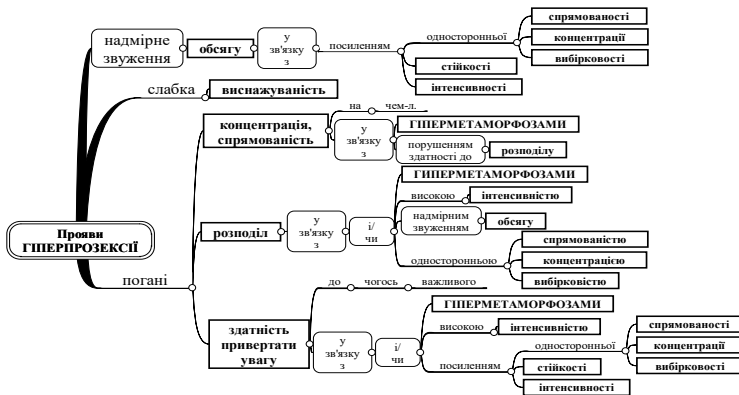 Прояви
ГІПЕРПРОЗЕКСІЇ
надмірне
звуження
обсягу
у
зв'язку
з
посиленням
односторонньої
спрямованості
концентрації
вибірковості
стійкості
інтенсивності
слабка
виснажуваність
погані
концентрація,
спрямованість
на
чем-л.
у
зв'язку
з
ГІПЕРМЕТАМОРФОЗАМИ
порушенням
здатності до
розподілу
розподіл
у
зв'язку
з
і/
чи
ГИПЕРМЕТАМОРФОЗАМИ
високою
інтенсивністю
надмірним
звуженням
обсягу
односторонньою
спрямованістю
концентрацією
вибірковістю
здатність
привертати
увагу
до
чогось
важливого
у
зв'язку
з
і/
чи
ГІПЕРМЕТАМОРФОЗАМИ
високою
інтенсивністю
посиленням
односторонньої
спрямованості
концентрації
вибірковості
стійкості
інтенсивності